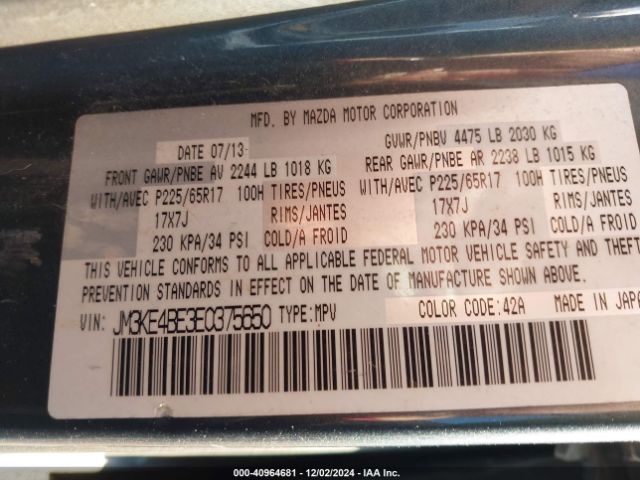 MFD. BY MAZDA MOTOR CORPORATION
DATE 07/13 GVWR/PNBV 4475 LB 2030 KG
FRONT GAWR/PNBE AV 2244 LB 1018 KG REAR GAWR/PNBE AR 2238 LB 1015 KG
WITH/AVEC P225/65R17 100H TIRES/PNEUS WITH/AVEC P225/65R17 100H TIRES/PNEUS
17X7J RIMS/JANTES 17X7J RIMS/JANTES
230 KPA/34 PSI COLD/A FROID 230 KPA/34 PSI COLD/A FROID
THIS VEHICLE CONFORMS TO ALL APPLICABLE FEDERAL MOTOR VEHICLE SAFETY AND THEFT
PREVENTION STANDARDS IN EFFECT ON THE DATE OF MANUFACTURE SHOWN ABOVE.
VIN: JM3KE4BE3E0375650 TYPE:MPV COLOR CODE:42A MADE IN JAPA
000-40964681 - 12/02/2024 - IAA Inc.